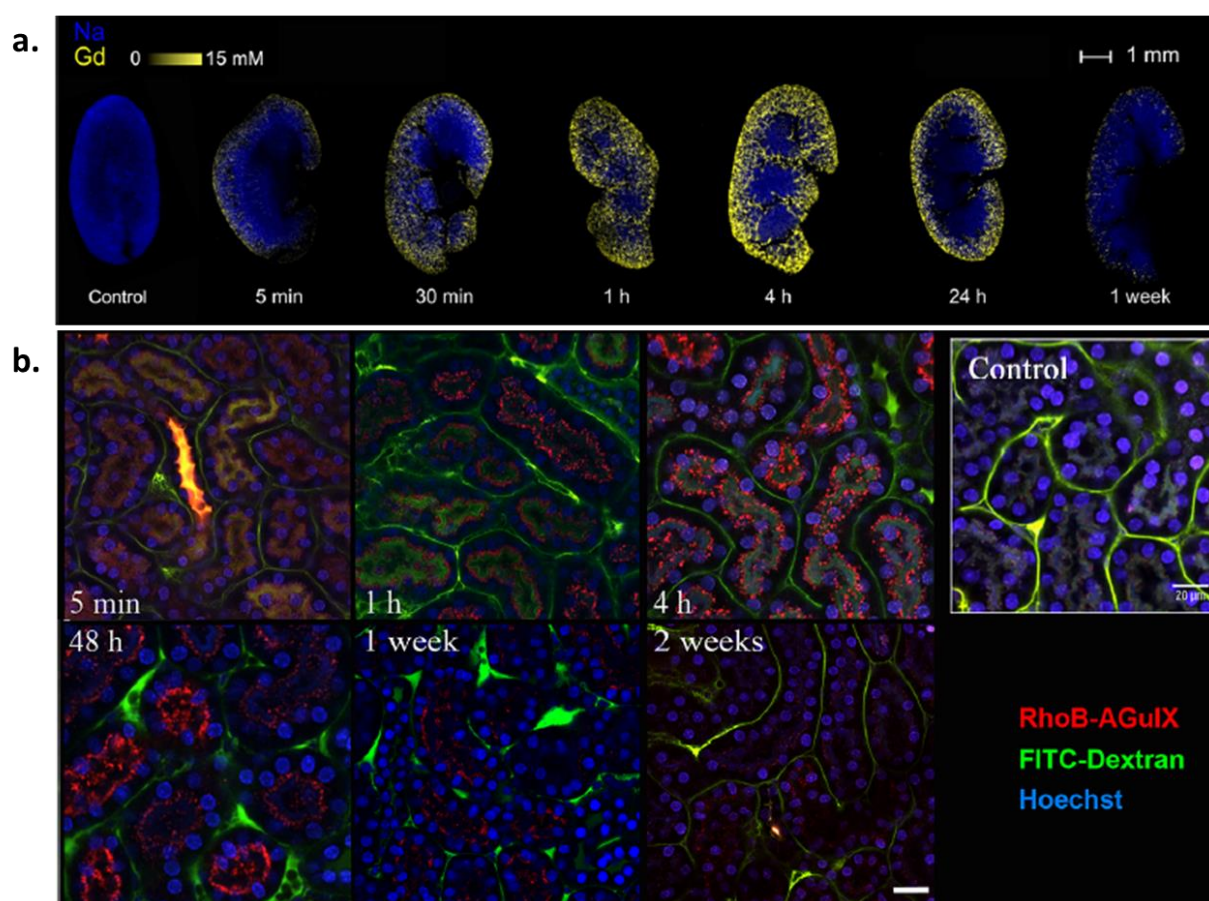 a.
Na
Gd 0 15 mM
1 mm
Control 5 min 30 min 1 h 4 h 24 h 1 week
b.
5 min
1 h
4 h
Control
20 µm
48 h
1 week
2 weeks
RhoB-AGuIX
FITC-Dextran
Hoechst